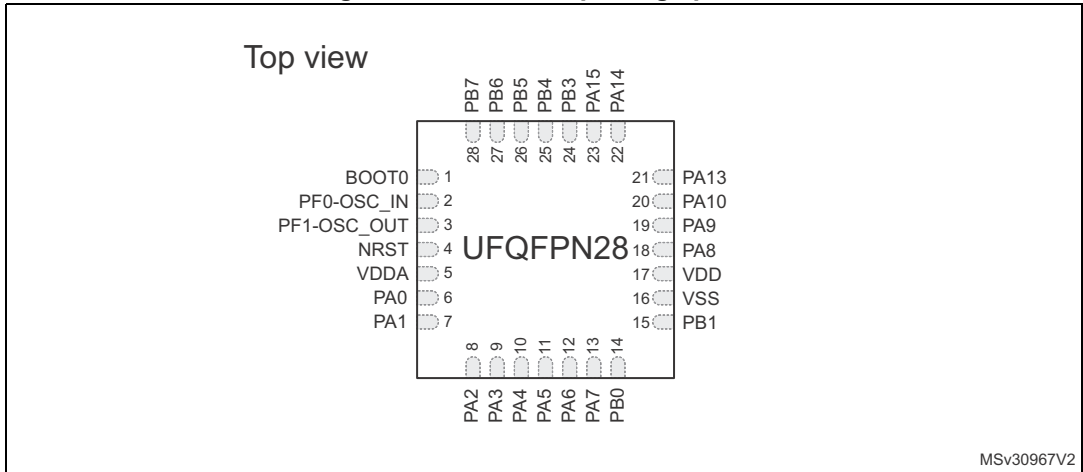 Top view
PB7
PB6
PB5
PB4
PB3
PA15
PA14
28
27
26
25
24
23
22
BOOT0 1
PF0-OSC_IN 2
PF1-OSC_OUT 3
NRST 4
VDDA 5
PA0 6
PA1 7
UFQFPN28
21 PA13
20 PA10
19 PA9
18 PA8
17 VDD
16 VSS
15 PB1
8
9
10
11
12
13
14
PA2
PA3
PA4
PA5
PA6
PA7
PB0
MSv30967V2